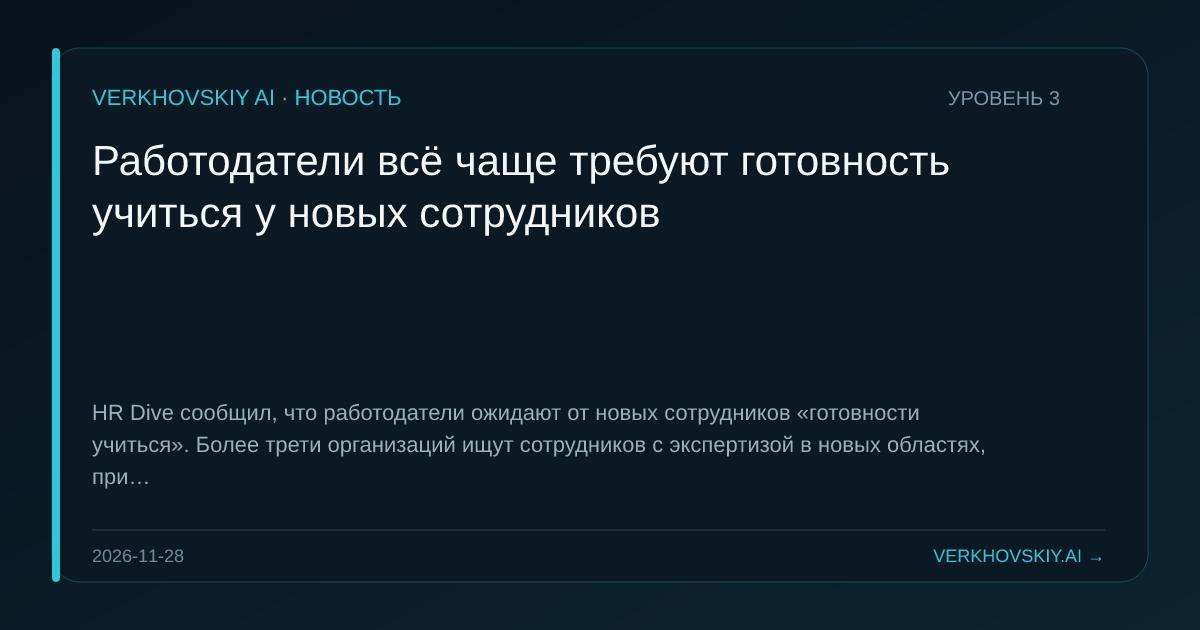 VERKHOVSKIY AI · НОВОСТЬ
УРОВЕНЬ 3
Работодатели всё чаще требуют готовность
учиться у новых сотрудников
HR Dive сообщил, что работодатели ожидают от новых сотрудников «готовности
учиться». Более трети организаций ищут сотрудников с экспертизой в новых областях,
при…
2026-11-28
VERKHOVSKIY.AI →